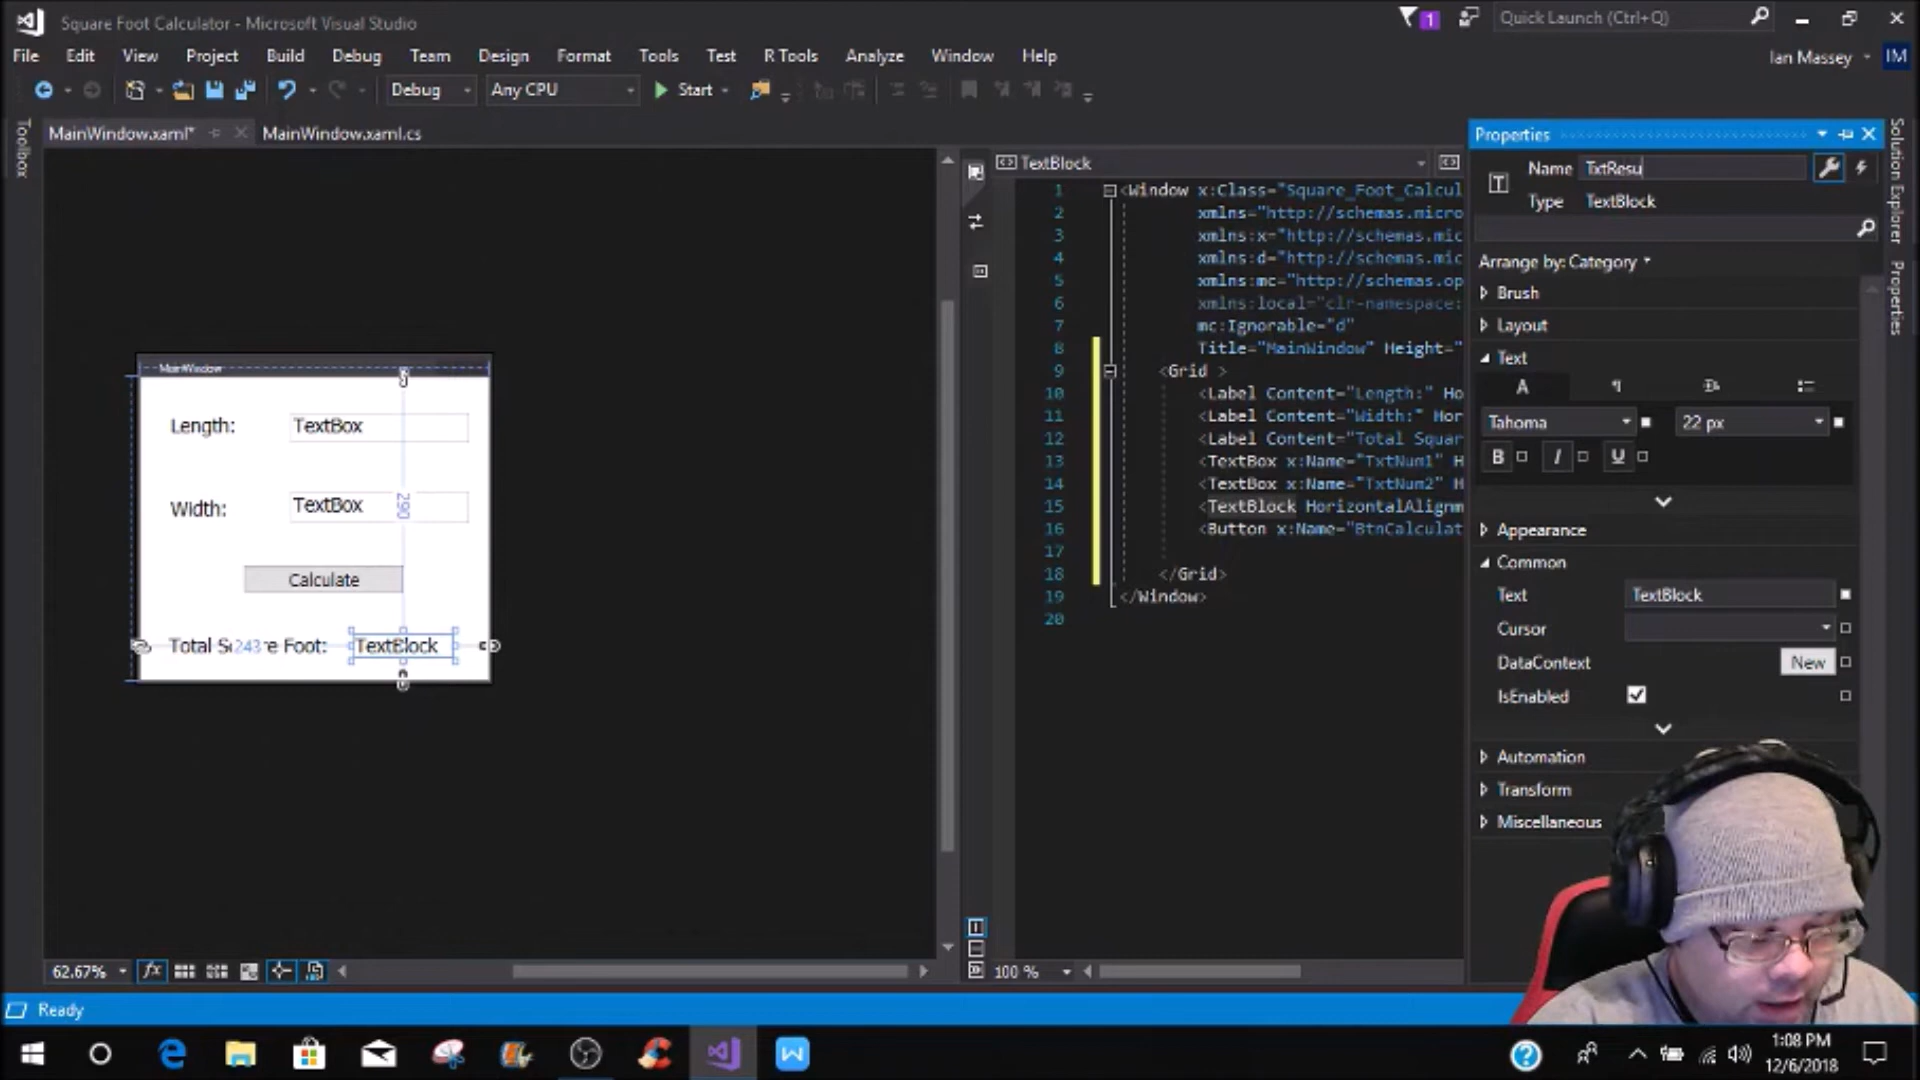 Square Foot Calculator - Microsoft Visual Studio
1
Quick Launch (Ctrl+Q)
File Edit View Project Build Debug Team Design Format Tools Test R Tools Analyze Window Help
Ian Massey IM
Debug Any CPU Start
Toolbox
MainWindow.xaml* MainWindow.xaml.cs
MainWindow
Length: TextBox
Width: TextBox
290
Calculate
Total S 243 re Foot: TextBlock
62.67%
TextBlock
1 <Window x:Class="Square_Foot_Calcul
2 xmlns="http://schemas.micro
3 xmlns:x="http://schemas.mic
4 xmlns:d="http://schemas.mic
5 xmlns:mc="http://schemas.op
6 xmlns:local="clr-namespace:
7 mc:Ignorable="d"
8 Title="MainWindow" Height="
9 <Grid >
10 <Label Content="Length:" Ho
11 <Label Content="Width:" Hor
12 <Label Content="Total Squar
13 <TextBox x:Name="TxtNum1" H
14 <TextBox x:Name="TxtNum2" H
15 <TextBlock HorizontalAlignm
16 <Button x:Name="BtnCalculat
17
18 </Grid>
19 </Window>
20
100 %
Properties
Name TxtResu
Type TextBlock
Arrange by: Category
Brush
Layout
Text
A
Tahoma 22 px
B I U
Appearance
Common
Text TextBlock
Cursor
DataContext New
IsEnabled
Automation
Transform
Miscellaneous
Solution Explorer
Properties
Ready
1:08 PM
12/6/2018